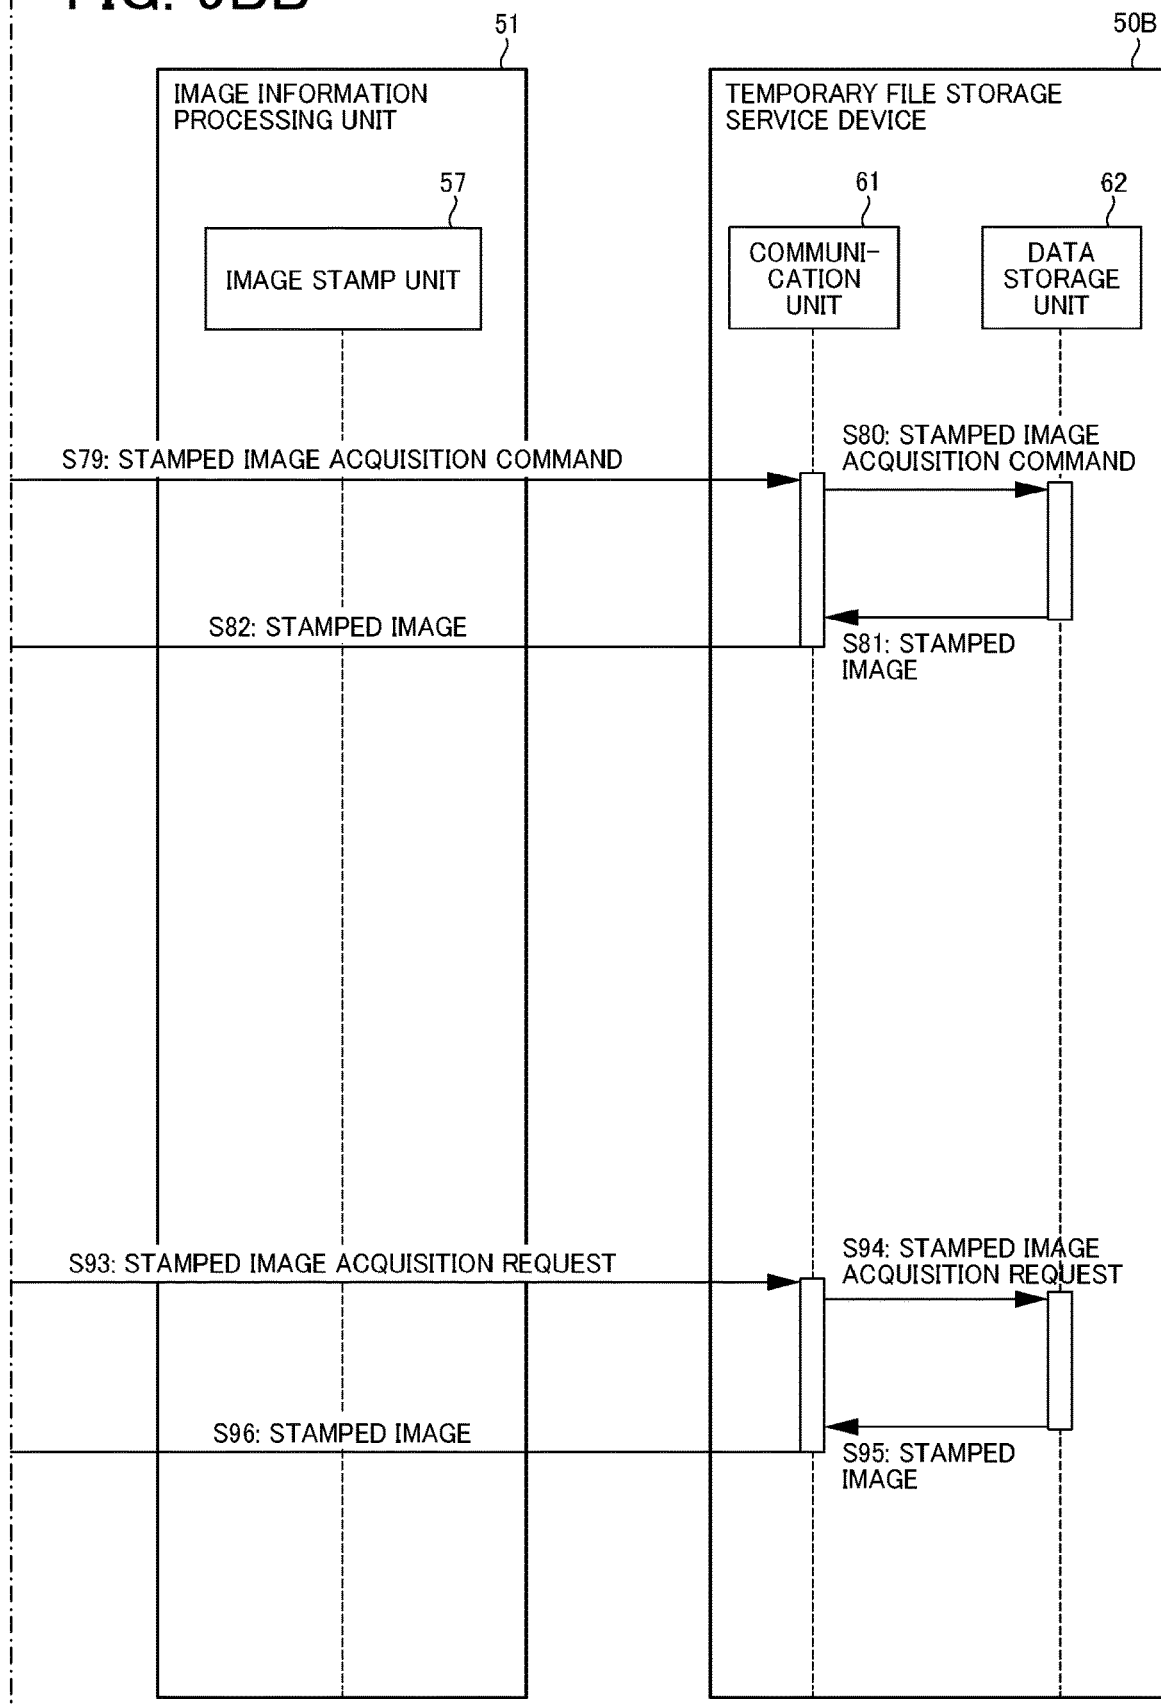 FIG.
51
50B
IMAGE INFORMATION
PROCESSING UNIT
TEMPORARY FILE STORAGE
SERVICE DEVICE
57
61
62
IMAGE STAMP UNIT
COMMUNI-
CATION
UNIT
DATA
STORAGE
UNIT
S79: STAMPED IMAGE ACQUISITION COMMAND
S80: STAMPED IMAGE
ACQUISITION COMMAND
S82: STAMPED IMAGE
S81: STAMPED
IMAGE
S93: STAMPED IMAGE ACQUISITION REQUEST
S94: STAMPED IMAGE
ACQUISITION REQUEST
S96: STAMPED IMAGE
S95: STAMPED
IMAGE